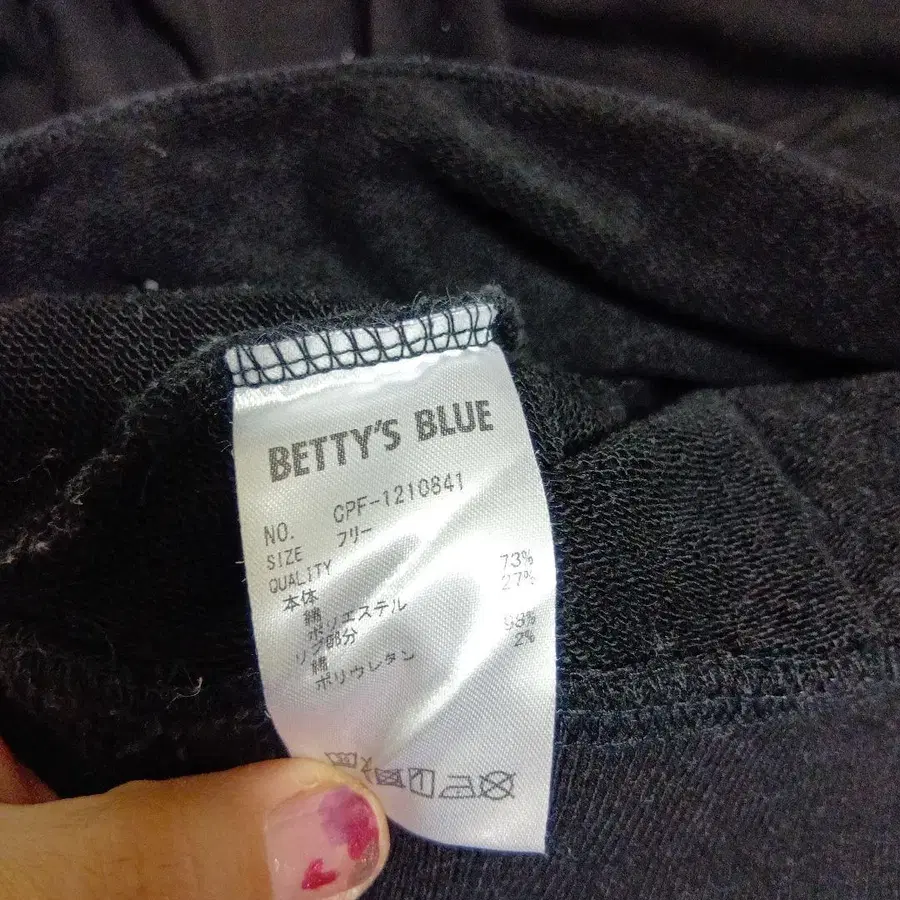 BETTY'S BLUE
NO. CPF-1210841
SIZE フリー
QUALITY
本体
綿 73%
ポリエステル 27%
リブ部分
綿 98%
ポリウレタン 2%